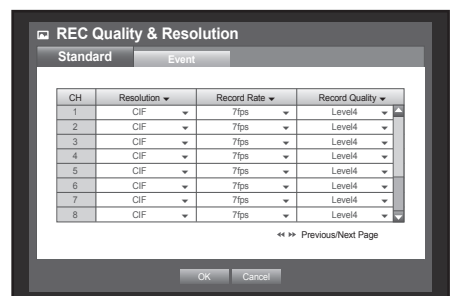 REC Quality & Resolution
Standard Event
CH Resolution Record Rate Record Quality
1 CIF 7fps Level4
2 CIF 7fps Level4
3 CIF 7fps Level4
4 CIF 7fps Level4
5 CIF 7fps Level4
6 CIF 7fps Level4
7 CIF 7fps Level4
8 CIF 7fps Level4
Previous/Next Page
OK Cancel